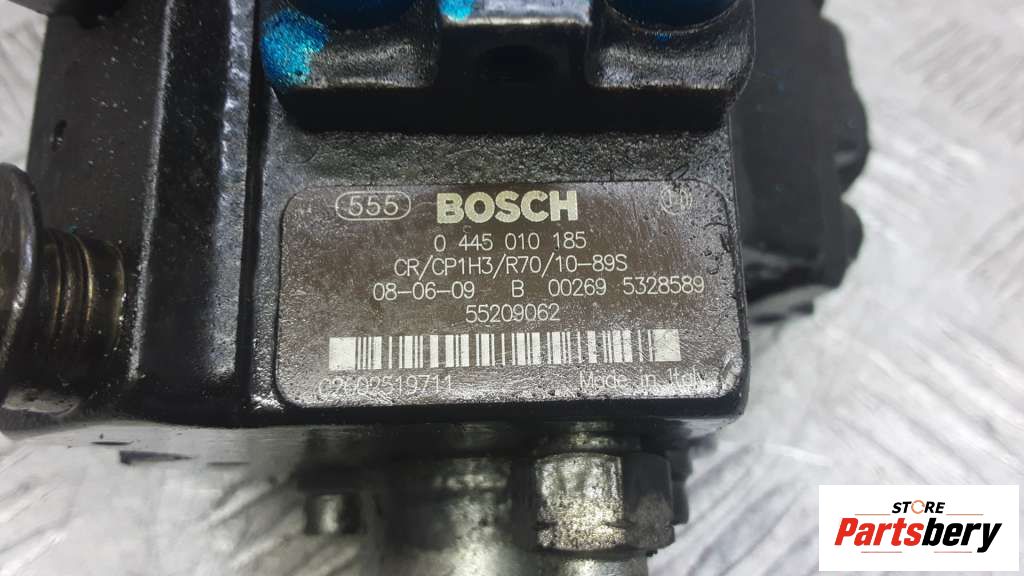 555 BOSCH
0 445 010 185
CR/CP1H3/R70/10-89S
08-06-09 B 00269 5328589
55209062
Made in Italy
STORE
Partsbery